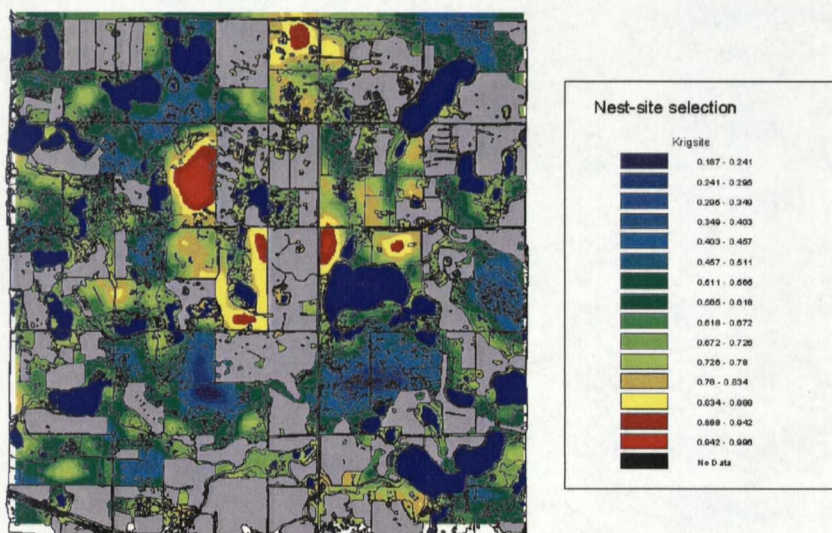 Nest-site selection
Krigsite
0.187 - 0.241
0.241 - 0.295
0.295 - 0.349
0.349 - 0.403
0.403 - 0.457
0.457 - 0.511
0.511 - 0.565
0.565 - 0.618
0.618 - 0.672
0.672 - 0.726
0.726 - 0.78
0.78 - 0.834
0.834 - 0.888
0.888 - 0.942
0.942 - 0.996
No Data